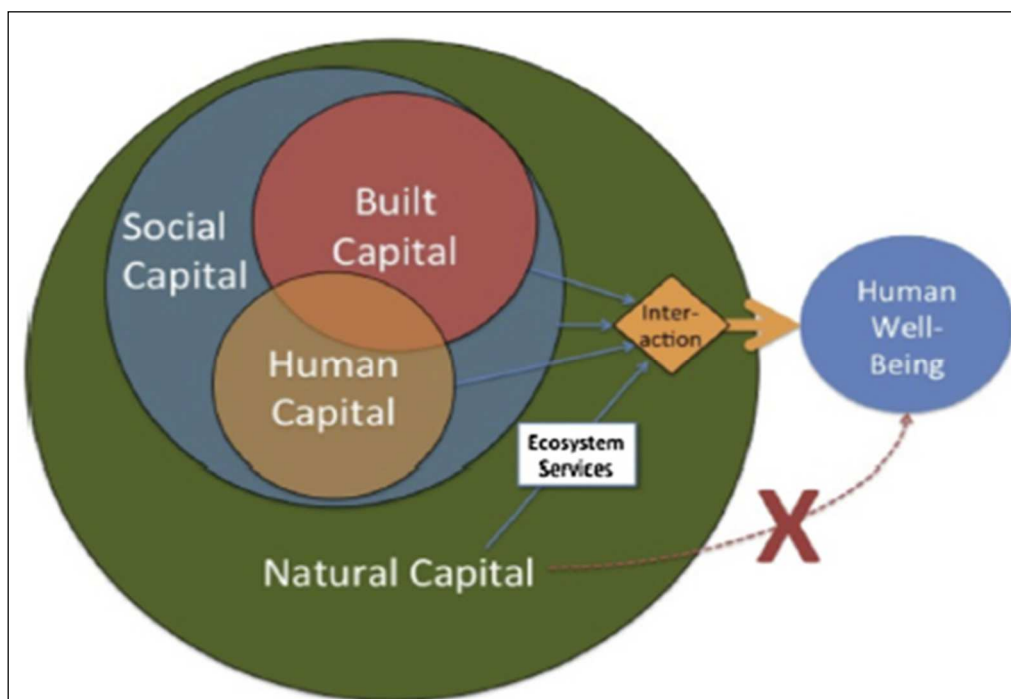 Built
Capital
Social
Capital
Human
Capital
Inter-
action
Human
Well-
Being
Ecosystem
Services
Natural Capital
X